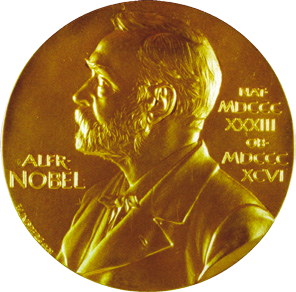 ·ALFR·
NOBEL
NAT·
MDCCC
XXXIII
OB·
MDCCC
XCVI